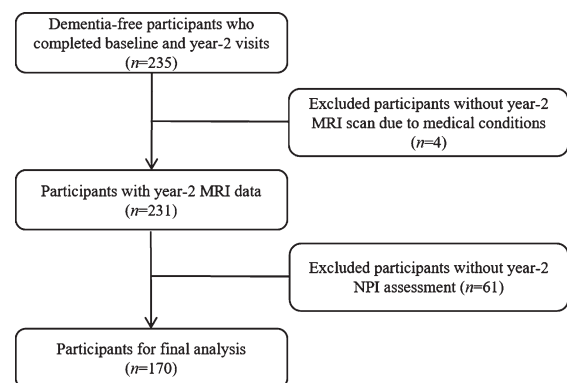 Dementia-free participants who
completed baseline and year-2 visits
(n=235)
Excluded participants without year-2
MRI scan due to medical conditions
(n=4)
Participants with year-2 MRI data
(n=231)
Excluded participants without year-2
NPI assessment (n=61)
Participants for final analysis
(n=170)